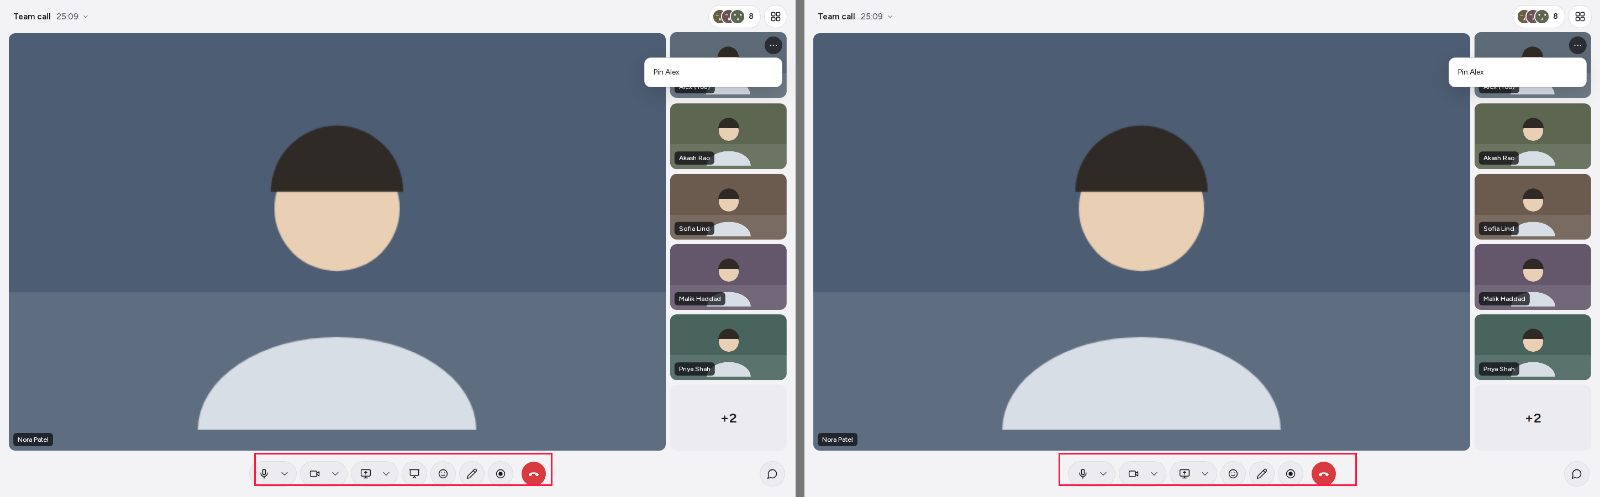 Team call 25:09
8
Pin Alex
Akash Rao
Sofia Lind
Malik Haddad
Priya Shah
+2
Nora Patel
Team call 25:09
8
Pin Alex
Akash Rao
Sofia Lind
Malik Haddad
Priya Shah
+2
Nora Patel